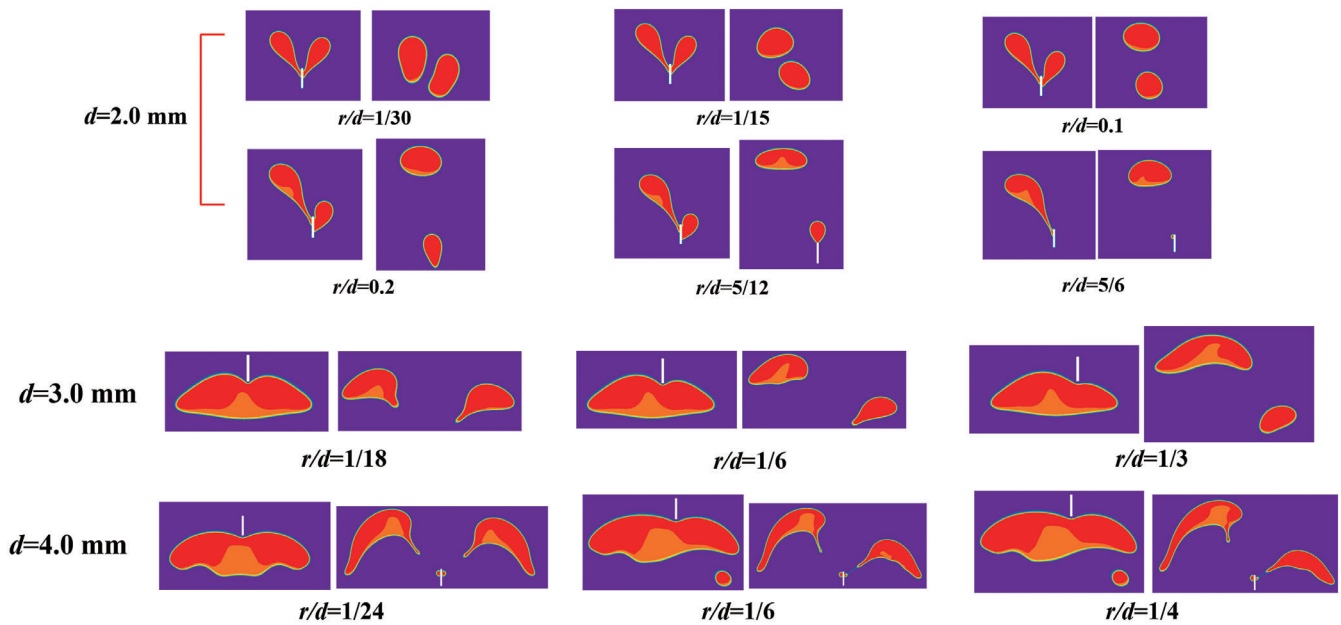 r/d=1/30
r/d=1/15
r/d=0.1
d=2.0 mm
r/d=0.2
r/d=5/12
r/d=5/6
d=3.0 mm
r/d=1/18
r/d=1/6
r/d=1/3
d=4.0 mm
r/d=1/24
r/d=1/6
r/d=1/4